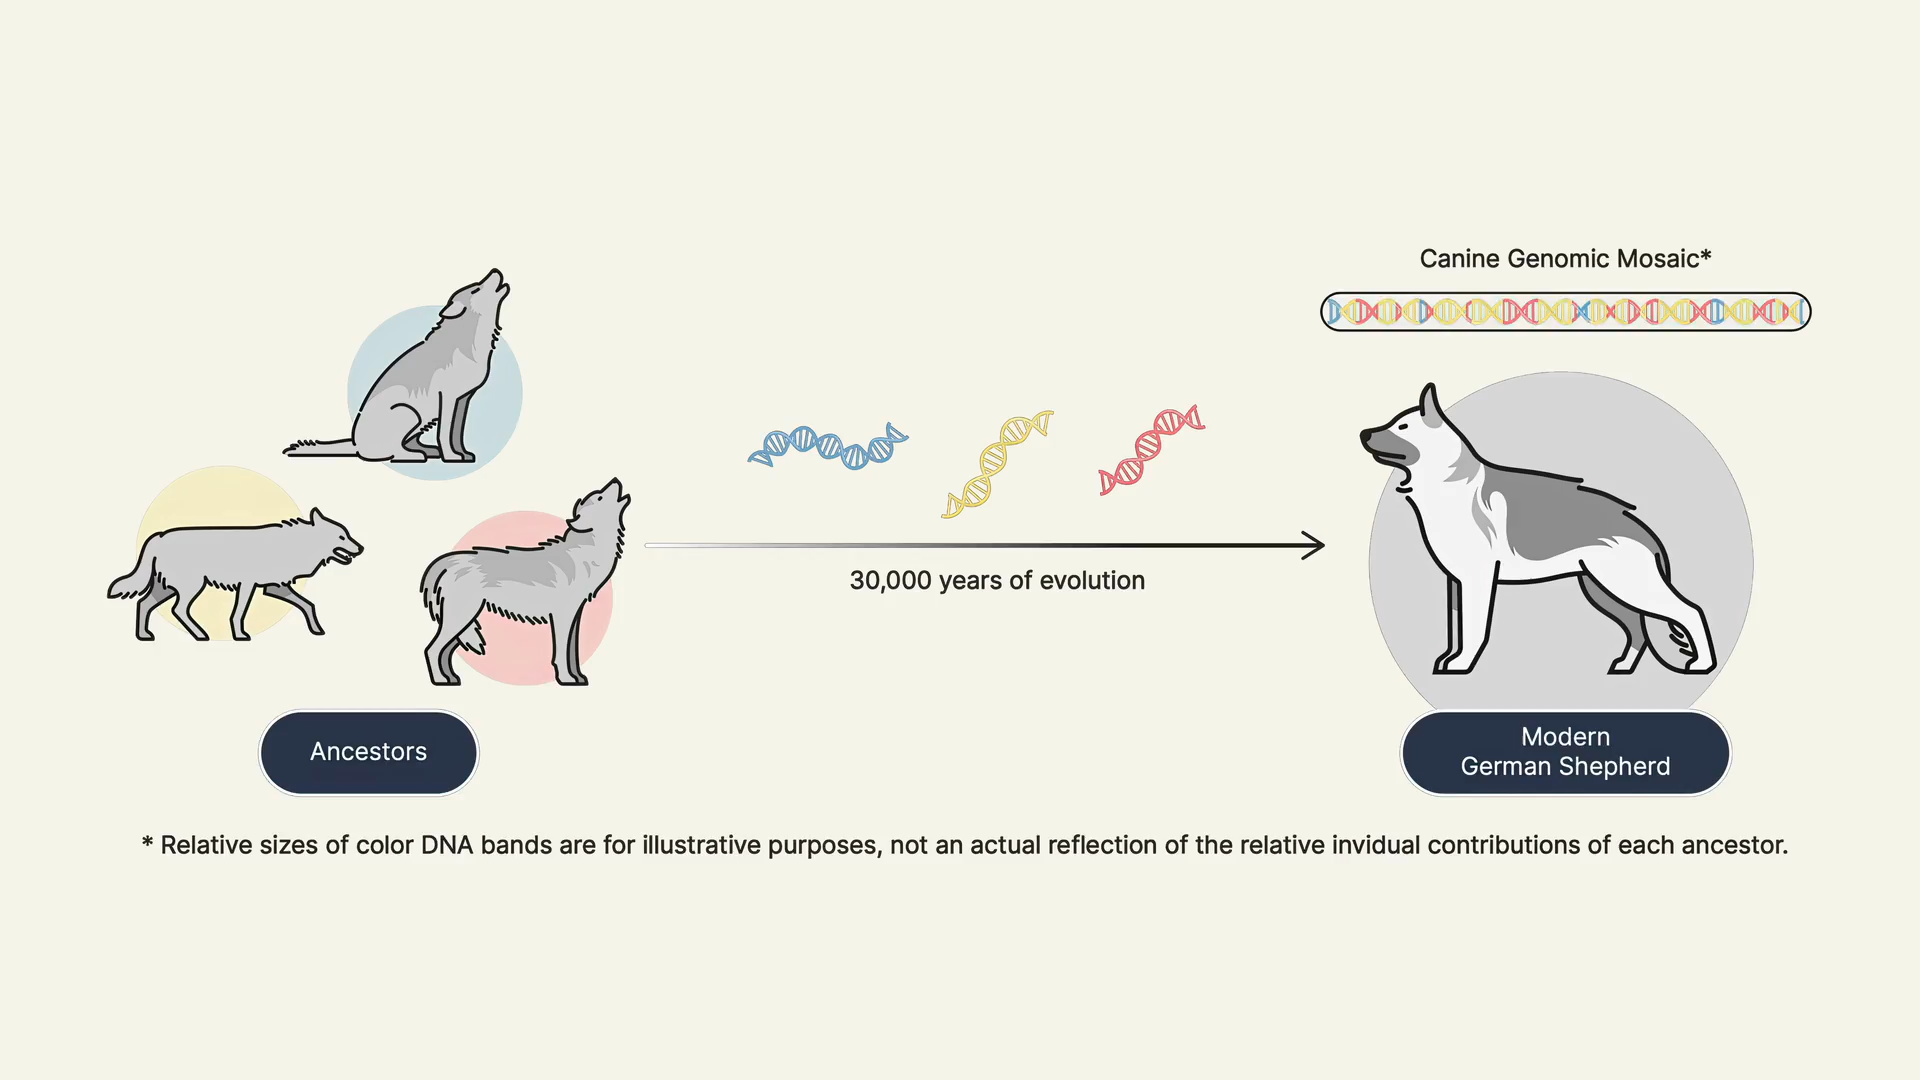 Canine Genomic Mosaic*
30,000 years of evolution
Ancestors
Modern
German Shepherd
* Relative sizes of color DNA bands are for illustrative purposes, not an actual reflection of the relative invidual contributions of each ancestor.